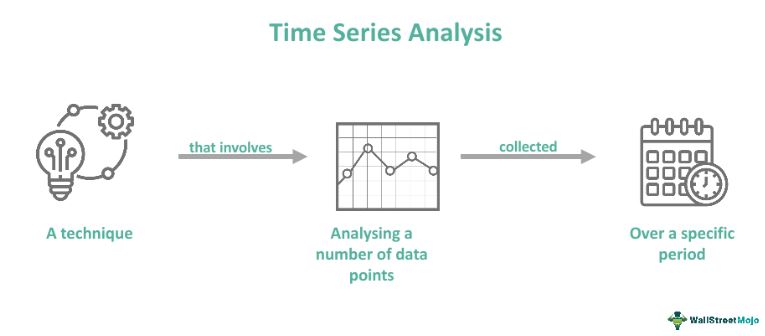 Time Series Analysis
that involves
collected
A technique
Analysing a
number of data
points
Over a specific
period
WallStreetMojo